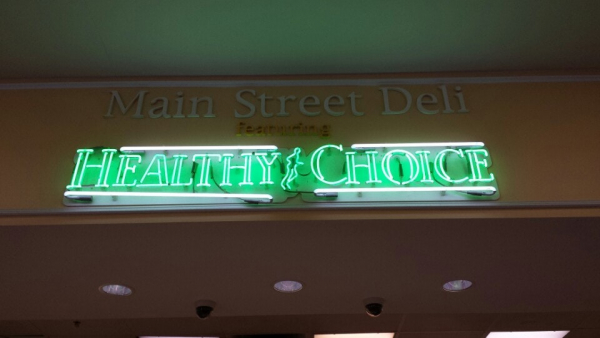 Main Street Deli
featuring
HEALTHY CHOICE